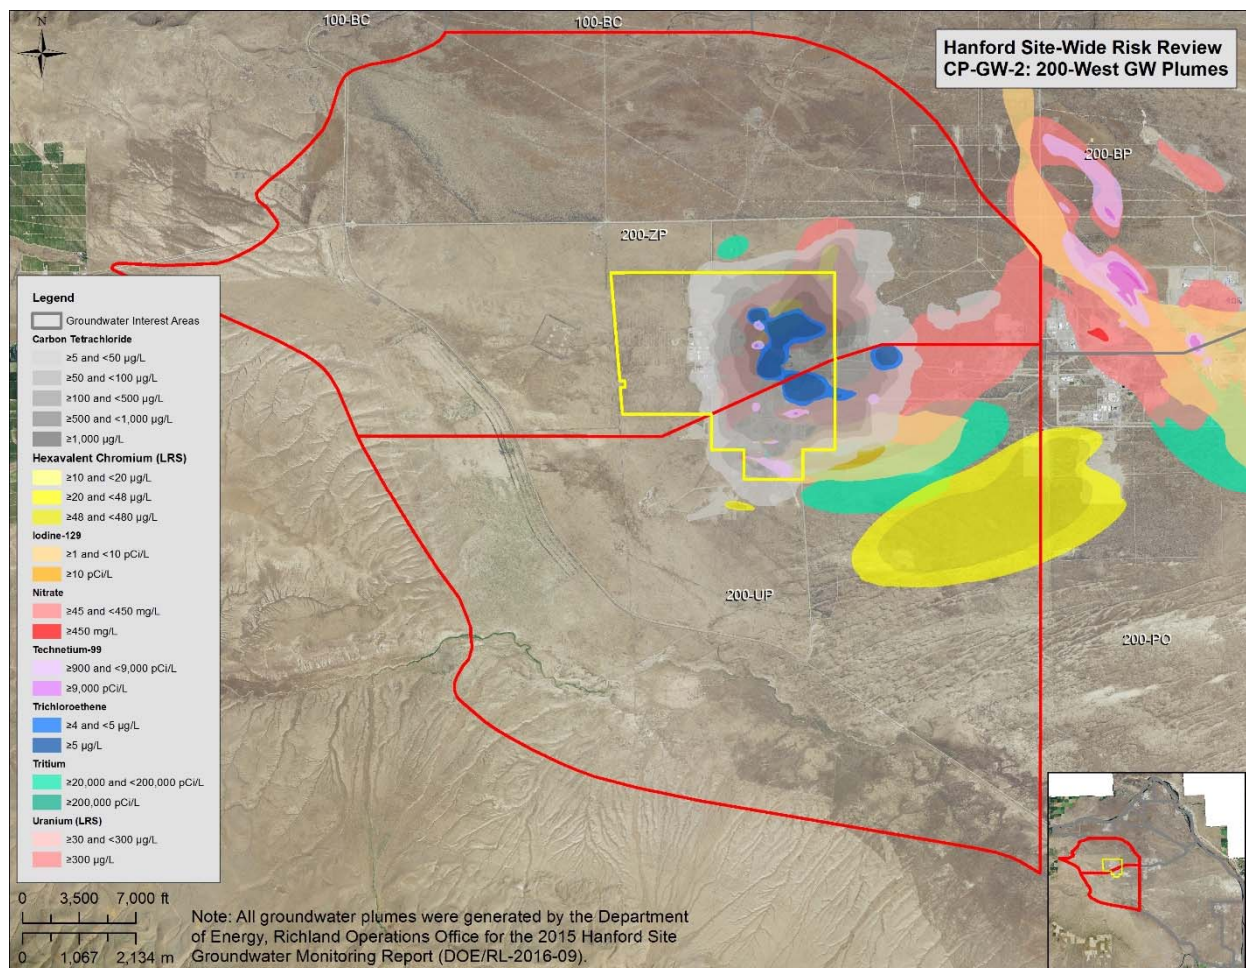 100-BC
100-BC
N
Hanford Site-Wide Risk Review
CP-GW-2: 200-West GW Plumes
200-BP
200-ZP
Legend
Groundwater Interest Areas
Carbon Tetrachloride
≥5 and <50 µg/L
≥50 and <100 µg/L
≥100 and <500 µg/L
≥500 and <1,000 µg/L
≥1,000 µg/L
Hexavalent Chromium (LRS)
≥10 and <20 µg/L
≥20 and <48 µg/L
≥48 and <480 µg/L
Iodine-129
≥1 and <10 pCi/L
≥10 pCi/L
Nitrate
≥45 and <450 mg/L
≥450 mg/L
Technetium-99
≥900 and <9,000 pCi/L
≥9,000 pCi/L
Trichloroethene
≥4 and <5 µg/L
≥5 µg/L
Tritium
≥20,000 and <200,000 pCi/L
≥200,000 pCi/L
Uranium (LRS)
≥30 and <300 µg/L
≥300 µg/L
200-UP
200-PO
0 3,500 7,000 ft
0 1,067 2,134 m
Note: All groundwater plumes were generated by the Department
of Energy, Richland Operations Office for the 2015 Hanford Site
Groundwater Monitoring Report (DOE/RL-2016-09).